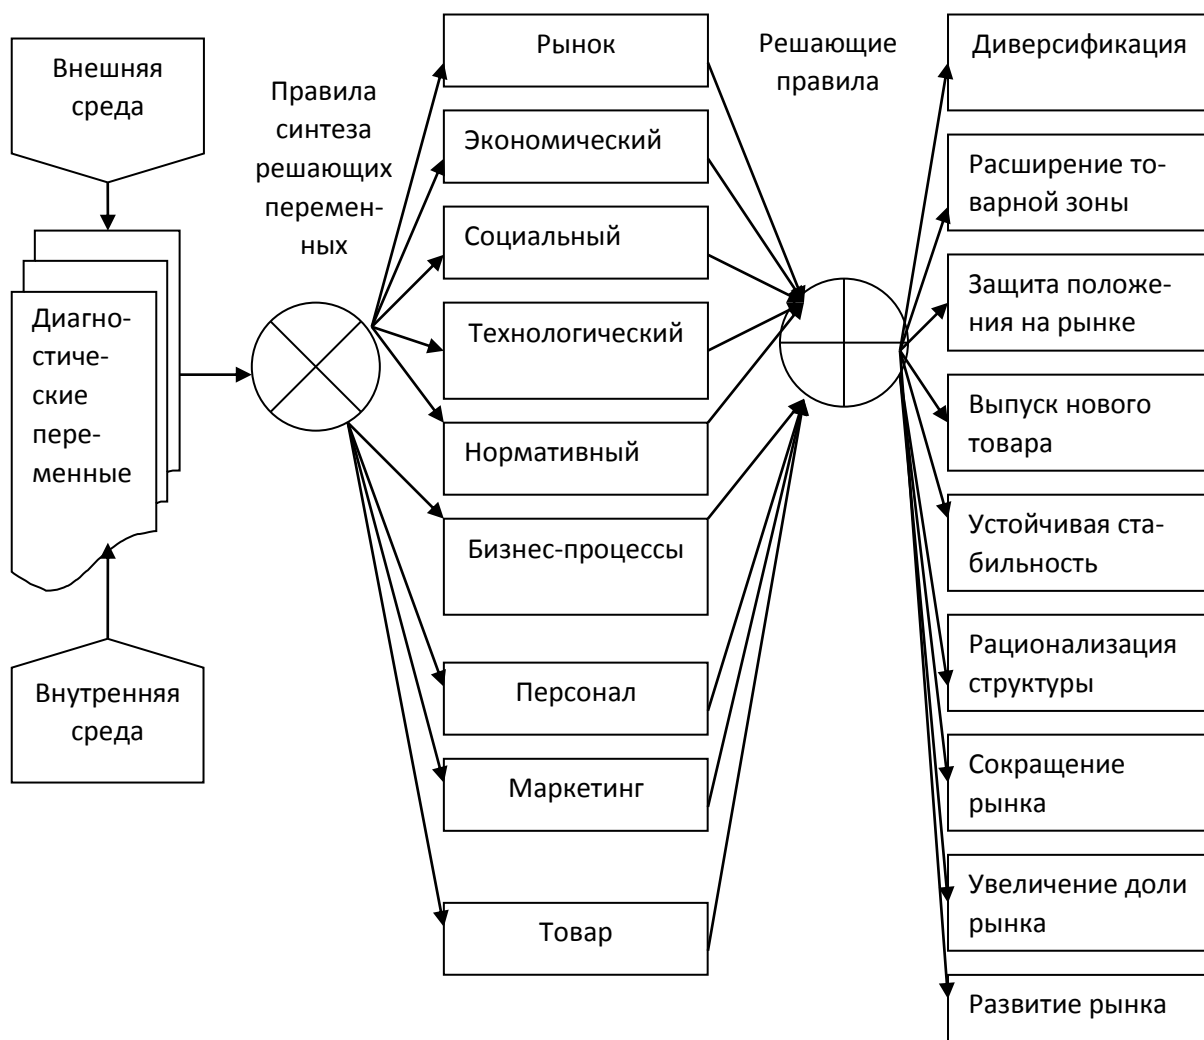 Внешняя
среда
Диагно-
стиче-
ские
пере-
менные
Внутренняя
среда
Правила
синтеза
решающих
перемен-
ных
Рынок
Экономический
Социальный
Технологический
Нормативный
Бизнес-процессы
Персонал
Маркетинг
Товар
Решающие
правила
Диверсификация
Расширение то-
варной зоны
Защита положе-
ния на рынке
Выпуск нового
товара
Устойчивая ста-
бильность
Рационализация
структуры
Сокращение
рынка
Увеличение доли
рынка
Развитие рынка